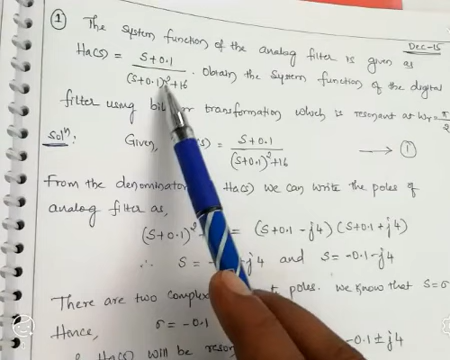 Dec-15
① The System function of the analog filter is given as
Ha(s) = s+0.1 / (s+0.1)²+16 . Obtain the System function of the digital
filter using transformation which is resonant at ωr = π/2
Solⁿ: Given, = s+0.1 / (s+0.1)²+16 → ①
From the Ha(s) we can write the poles of
analog filter as,
(s+0.1)² = (s+0.1-j4) (s+0.1+j4)
∴ s = j4 and s = -0.1-j4
There are two poles. We know that s = σ
Hence, σ = -0.1 -0.1 ± j4
Ha(s) will be